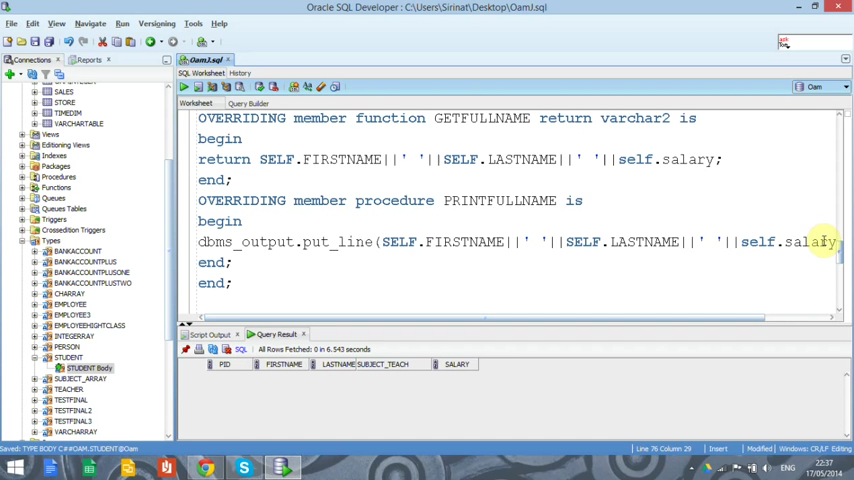 Oracle SQL Developer : C:\Users\Sirinat\Desktop\OamJ.sql
File Edit View Navigate Run Versioning Tools Help
Connections Reports OamJ.sql
SQL Worksheet History
Oam
Worksheet Query Builder
SALES
STORE
TIMEDIM
VARCHARTABLE
Views
Editioning Views
Indexes
Packages
Procedures
Functions
Queues
Queues Tables
Triggers
Crossedition Triggers
Types
BANKACCOUNT
BANKACCOUNTPLUS
BANKACCOUNTPLUSONE
BANKACCOUNTPLUSTWO
CHARRAY
EMPLOYEE
EMPLOYEE3
EMPLOYEEHIGHTCLASS
INTEGERRAY
PERSON
STUDENT
STUDENT Body
SUBJECT_ARRAY
TEACHER
TESTFINAL
TESTFINAL2
TESTFINAL3
VARCHARRAY
OVERRIDING member function GETFULLNAME return varchar2 is
begin
return SELF.FIRSTNAME||' '||SELF.LASTNAME||' '||self.salary;
end;
OVERRIDING member procedure PRINTFULLNAME is
begin
dbms_output.put_line(SELF.FIRSTNAME||' '||SELF.LASTNAME||' '||self.salary
end;
end;
Script Output Query Result
SQL All Rows Fetched: 0 in 6.543 seconds
PID FIRSTNAME LASTNAME SUBJECT_TEACH SALARY
Saved: TYPE BODY C##OAM.STUDENT@Oam Line 76 Column 29 Insert Modified Windows: CR/LF Editing
ENG
22:37
17/05/2014